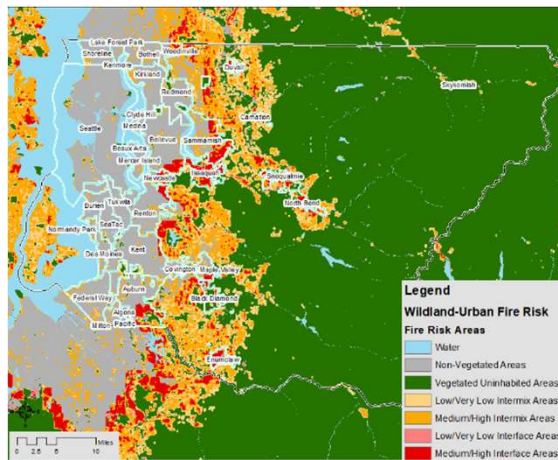 Lake Forest Park
Shoreline
Bothell
Woodinville
Kenmore
Kirkland
Duvall
Redmond
Skykomish
Clyde Hill
Carnation
Seattle
Medina
Bellevue
Sammamish
Beaux Arts
Mercer Island
Issaquah
Newcastle
Snoqualmie
North Bend
Burien
Tukwila
Renton
Normandy Park
SeaTac
Kent
Des Moines
Covington
Maple Valley
Auburn
Federal Way
Black Diamond
Algona
Milton
Pacific
Enumclaw
Legend
Wildland-Urban Fire Risk
Fire Risk Areas
Water
Non-Vegetated Areas
Vegetated Uninhabited Areas
Low/Very Low Intermix Areas
Medium/High Intermix Areas
Low/Very Low Interface Areas
Medium/High Interface Areas
0 2.5 5 10
Miles